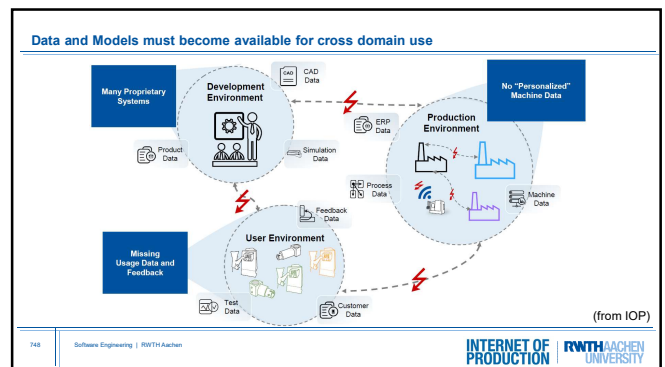 Data and Models must become available for cross domain use
Many Proprietary
Systems
Development
Environment
CAD
CAD
Data
Product
Data
Simulation
Data
No "Personalized"
Machine Data
ERP
Data
Production
Environment
Process
Data
Machine
Data
Missing
Usage Data and
Feedback
Feedback
Data
User Environment
Test
Data
Customer
Data
(from IOP)
748
Software Engineering | RWTH Aachen
INTERNET OF
PRODUCTION
RWTHAACHEN
UNIVERSITY